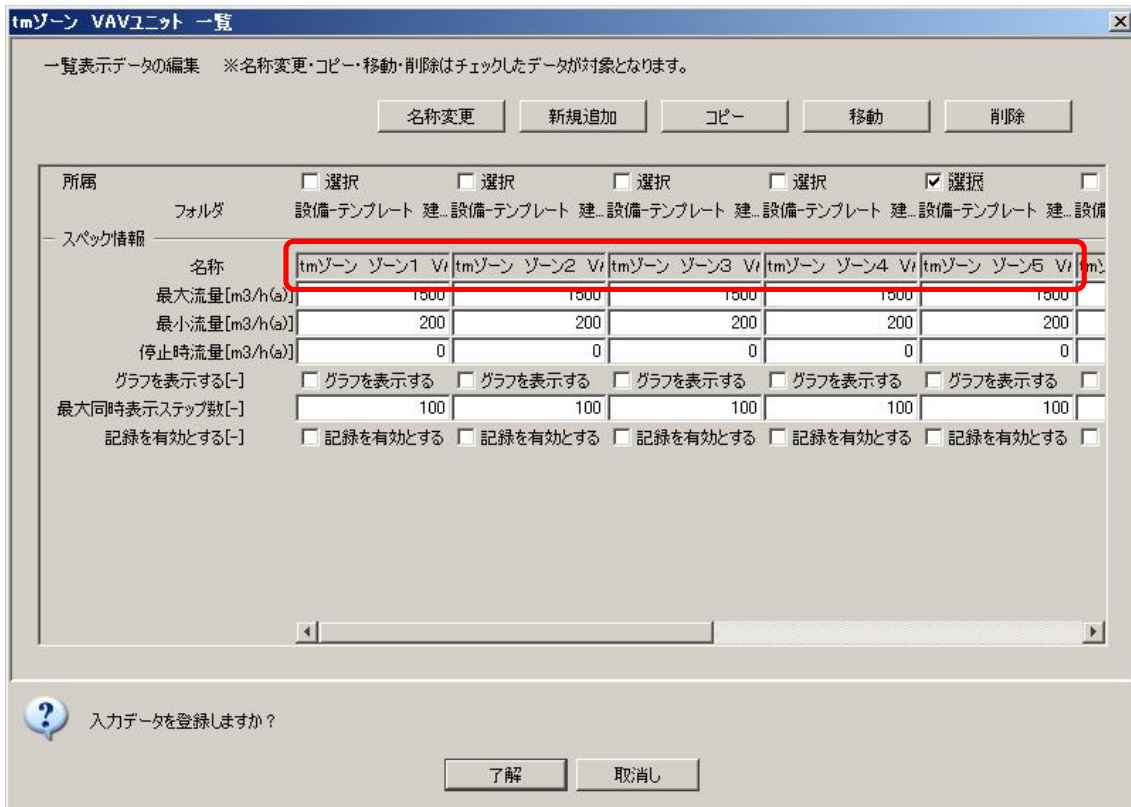 tmゾーン VAVユニット 一覧
一覧表示データの編集 ※名称変更・コピー・移動・削除はチェックしたデータが対象となります。
名称変更 新規追加 コピー 移動 削除
所属 選択 選択 選択 選択 選択
フォルダ 設備-テンプレート 建... 設備-テンプレート 建... 設備-テンプレート 建... 設備-テンプレート 建... 設備-テンプレート 建... 設備
スペック情報
名称 tmゾーン ゾーン1 tmゾーン ゾーン2 tmゾーン ゾーン3 tmゾーン ゾーン4 tmゾーン ゾーン5
最大流量[m3/h(a)] 1500 1500 1500 1500 1500
最小流量[m3/h(a)] 200 200 200 200 200
停止時流量[m3/h(a)] 0 0 0 0 0
グラフを表示する[-] グラフを表示する グラフを表示する グラフを表示する グラフを表示する グラフを表示する
最大同時表示ステップ数[-] 100 100 100 100 100
記録を有効とする[-] 記録を有効とする 記録を有効とする 記録を有効とする 記録を有効とする 記録を有効とする
入力データを登録しますか?
了解 取消し